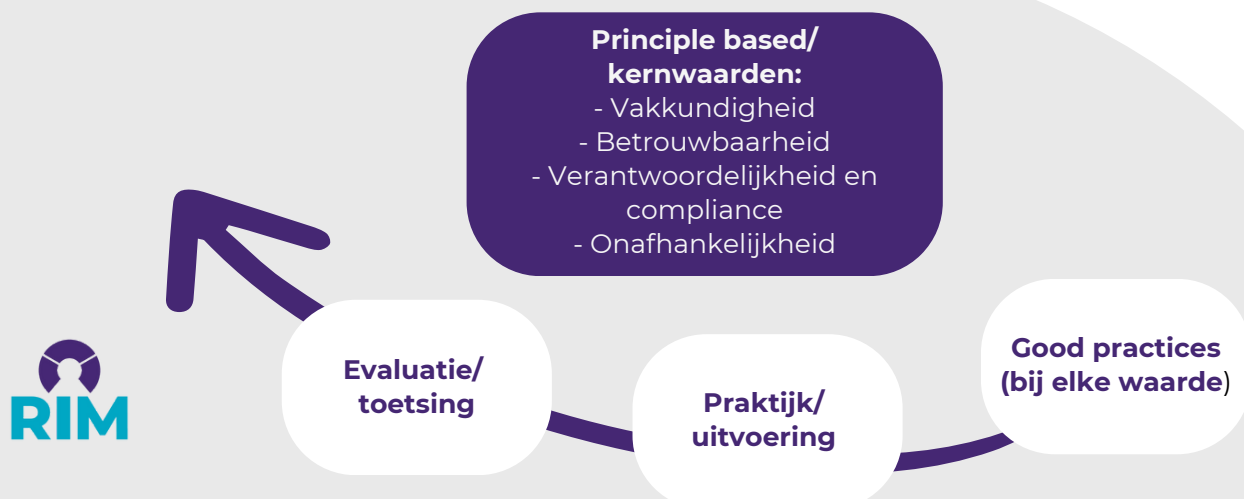 Principle based/
kernwaarden:
- Vakkundigheid
- Betrouwbaarheid
- Verantwoordelijkheid en
compliance
- Onafhankelijkheid
Good practices
(bij elke waarde)
Praktijk/
uitvoering
Evaluatie/
toetsing
RIM